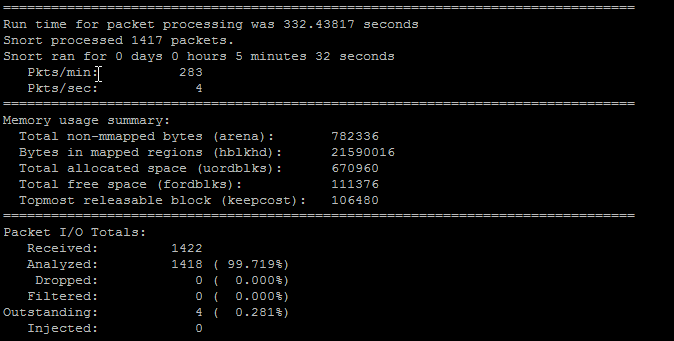 ===============================================================================
Run time for packet processing was 332.43817 seconds
Snort processed 1417 packets.
Snort ran for 0 days 0 hours 5 minutes 32 seconds
   Pkts/min:          283
   Pkts/sec:            4
===============================================================================
Memory usage summary:
  Total non-mmapped bytes (arena):       782336
  Bytes in mapped regions (hblkhd):      21590016
  Total allocated space (uordblks):      670960
  Total free space (fordblks):           111376
  Topmost releasable block (keepcost):   106480
===============================================================================
Packet I/O Totals:
   Received:         1422
   Analyzed:         1418 ( 99.719%)
    Dropped:            0 (  0.000%)
   Filtered:            0 (  0.000%)
Outstanding:            4 (  0.281%)
   Injected:            0